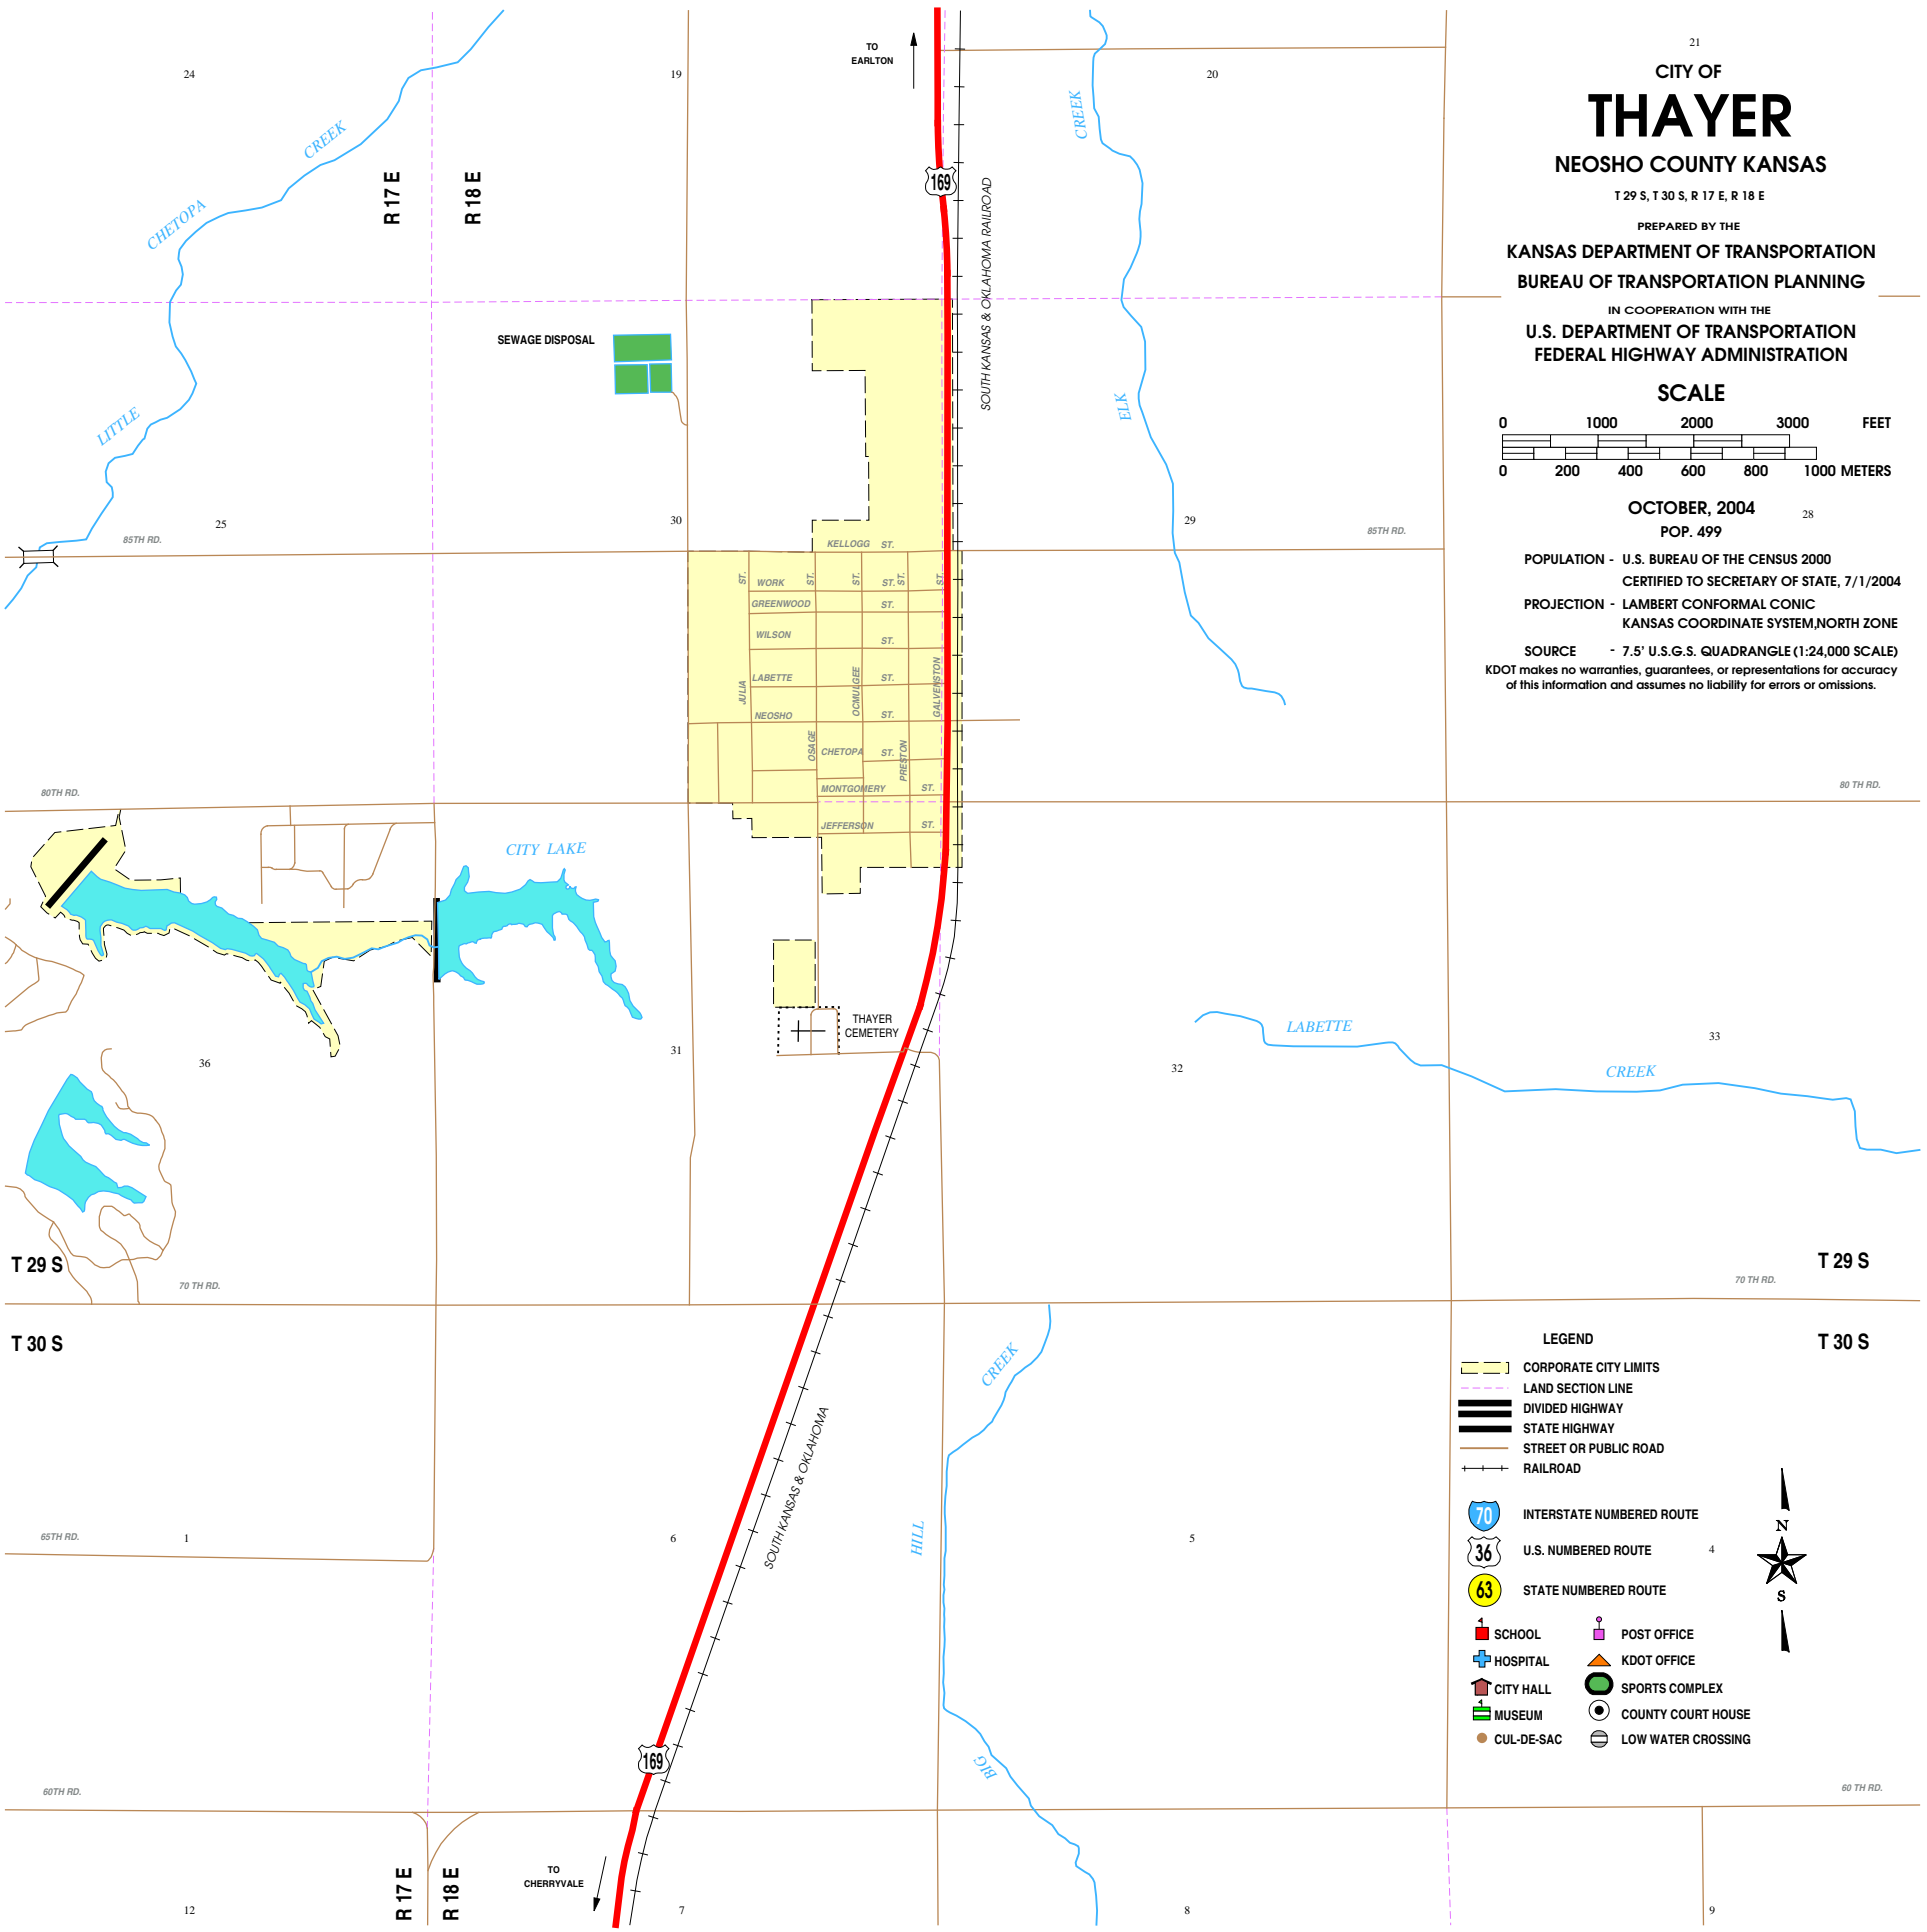 21
CITY OF
THAYER
NEOSHO COUNTY KANSAS
T 29 S, T 30 S, R 17 E, R 18 E
PREPARED BY THE
KANSAS DEPARTMENT OF TRANSPORTATION
BUREAU OF TRANSPORTATION PLANNING
IN COOPERATION WITH THE
U.S. DEPARTMENT OF TRANSPORTATION
FEDERAL HIGHWAY ADMINISTRATION
SCALE
0 1000 2000 3000 FEET
0 200 400 600 800 1000 METERS
OCTOBER, 2004
28
POP. 499
POPULATION - U.S. BUREAU OF THE CENSUS 2000
CERTIFIED TO SECRETARY OF STATE, 7/1/2004
PROJECTION - LAMBERT CONFORMAL CONIC
KANSAS COORDINATE SYSTEM,NORTH ZONE
SOURCE - 7.5' U.S.G.S. QUADRANGLE (1:24,000 SCALE)
KDOT makes no warranties, guarantees, or representations for accuracy
of this information and assumes no liability for errors or omissions.
24
19
TO
EARLTON
20
CREEK
CHETOPA
LITTLE
R 17 E
R 18 E
169
SOUTH KANSAS & OKLAHOMA RAILROAD
CREEK
ELK
SEWAGE DISPOSAL
25
30
29
85TH RD.
85TH RD.
KELLOGG ST.
ST.
WORK
ST.
ST.
ST.
ST.
ST.
GREENWOOD ST.
WILSON ST.
LABETTE ST.
NEOSHO ST.
CHETOPA ST.
MONTGOMERY ST.
JEFFERSON ST.
JULIA
OSAGE
OCMULGEE
PRESTON
GALVENSTON
80TH RD.
80 TH RD.
CITY LAKE
THAYER
CEMETERY
36
31
32
33
LABETTE
CREEK
T 29 S
T 29 S
70 TH RD.
70 TH RD.
T 30 S
T 30 S
CREEK
HILL
BIG
SOUTH KANSAS & OKLAHOMA
65TH RD.
1
6
5
4
169
60TH RD.
60 TH RD.
R 17 E
R 18 E
TO
CHERRYVALE
12
7
8
9
LEGEND
CORPORATE CITY LIMITS
LAND SECTION LINE
DIVIDED HIGHWAY
STATE HIGHWAY
STREET OR PUBLIC ROAD
RAILROAD
70 INTERSTATE NUMBERED ROUTE
36 U.S. NUMBERED ROUTE
63 STATE NUMBERED ROUTE
N
S
SCHOOL
POST OFFICE
HOSPITAL
KDOT OFFICE
CITY HALL
SPORTS COMPLEX
MUSEUM
COUNTY COURT HOUSE
CUL-DE-SAC
LOW WATER CROSSING